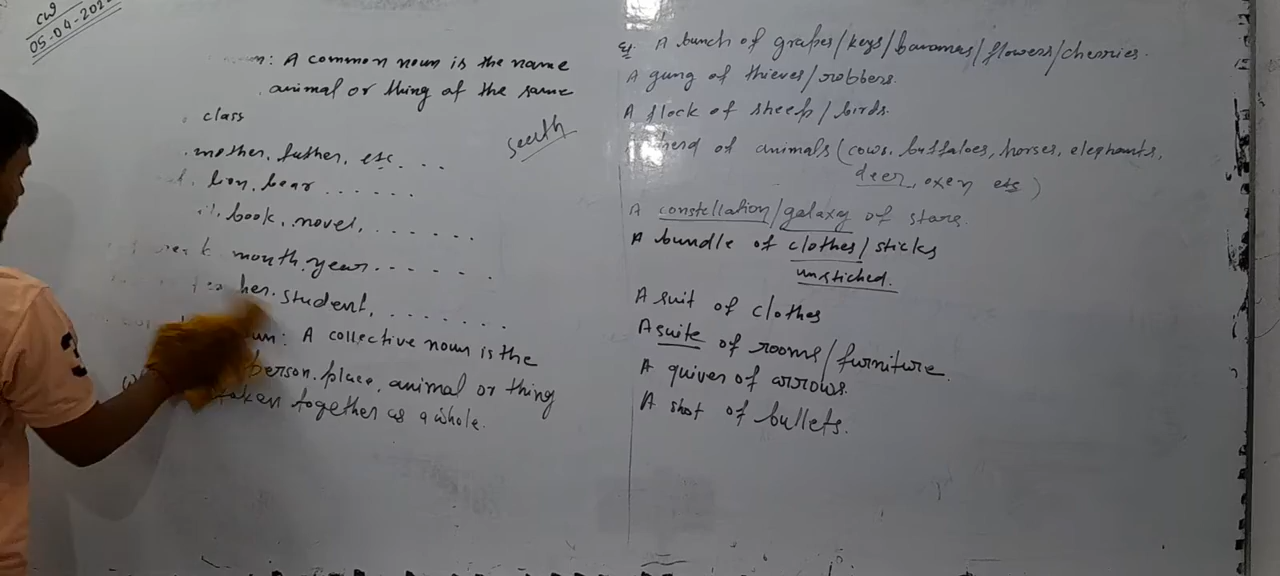 CW
05-04-202
un: A common noun is the name
animal or thing of the same
class
mother, father, etc....
lion, bear ......
book, novel, ......
month, year.......
her, student, .......
un: A collective noun is the
person, place, animal or thing
taken together as a whole.
eg. A bunch of grapes/keys/bananas/flowers/cherries.
A gang of thieves/robbers.
A flock of sheep/birds.
herd of animals (cows, buffaloes, horses, elephants,
deer, oxen etc)
A constellation/galaxy of stars.
A bundle of clothes/sticks
unstiched.
A suit of clothes
A suite of rooms/furniture.
A quiver of arrows.
A shot of bullets.